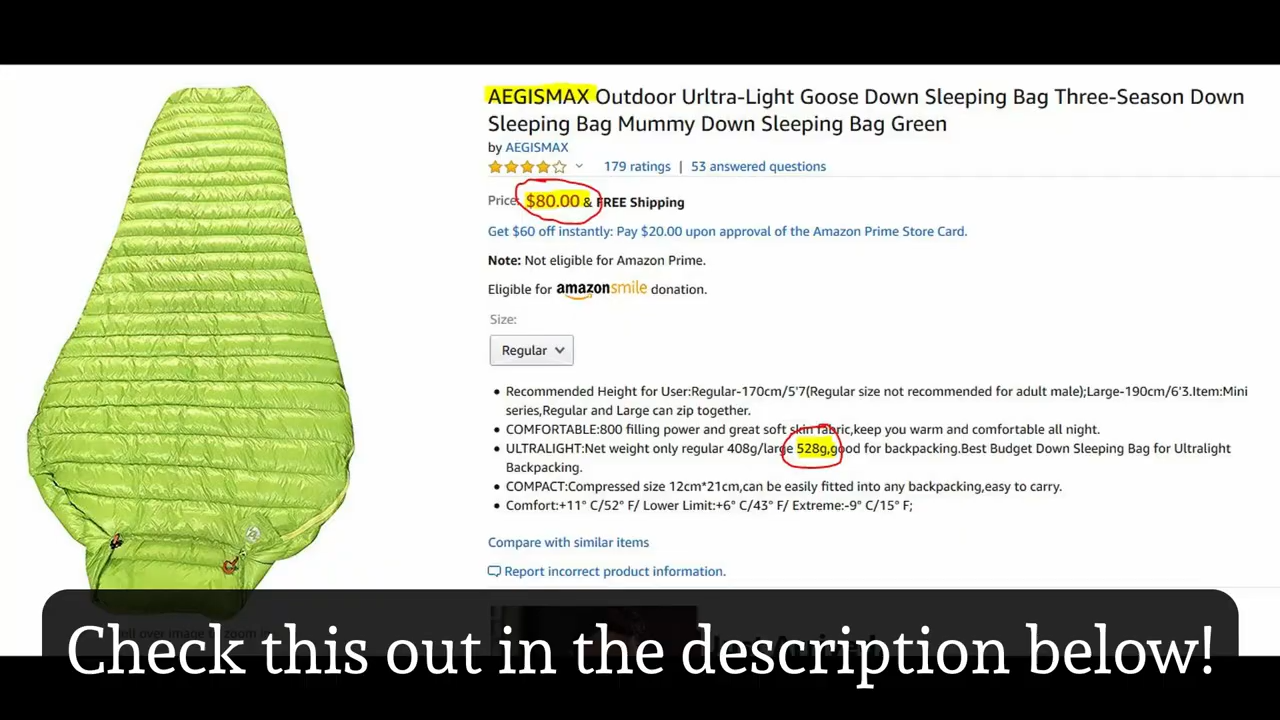 AEGISMAX Outdoor Urltra-Light Goose Down Sleeping Bag Three-Season Down
Sleeping Bag Mummy Down Sleeping Bag Green
by AEGISMAX
179 ratings | 53 answered questions
Price: $80.00 & FREE Shipping
Get $60 off instantly: Pay $20.00 upon approval of the Amazon Prime Store Card.
Note: Not eligible for Amazon Prime.
Eligible for amazonsmile donation.
Size:
Regular
• Recommended Height for User:Regular-170cm/5'7(Regular size not recommended for adult male);Large-190cm/6'3.Item:Mini
series,Regular and Large can zip together.
• COMFORTABLE:800 filling power and great soft skin fabric,keep you warm and comfortable all night.
• ULTRALIGHT:Net weight only regular 408g/large 528g,good for backpacking.Best Budget Down Sleeping Bag for Ultralight
Backpacking.
• COMPACT:Compressed size 12cm*21cm,can be easily fitted into any backpacking,easy to carry.
• Comfort:+11° C/52° F/ Lower Limit:+6° C/43° F/ Extreme:-9° C/15° F;
Compare with similar items
Report incorrect product information.
Check this out in the description below!